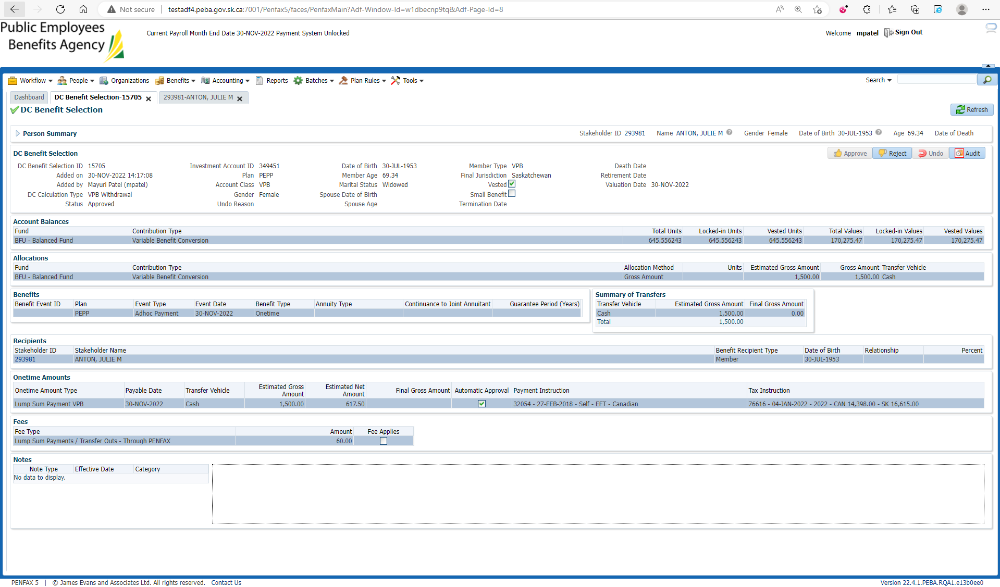 Not secure | testadf4.peba.gov.sk.ca:7001/Penfax5/faces/PenfaxMain?Adf-Window-Id=w1dbecnp9tq&Adf-Page-Id=8
Public Employees
Benefits Agency
Current Payroll Month End Date 30-NOV-2022 Payment System Unlocked
Welcome mpatel Sign Out
Workflow People Organizations Benefits Accounting Reports Batches Plan Rules Tools Search
Dashboard DC Benefit Selection-15705 293981-ANTON, JULIE M
DC Benefit Selection Refresh
Person Summary Stakeholder ID 293981 Name ANTON, JULIE M Gender Female Date of Birth 30-JUL-1953 Age 69.34 Date of Death
DC Benefit Selection Approve Reject Undo Audit
DC Benefit Selection ID 15705 Investment Account ID 349451 Date of Birth 30-JUL-1953 Member Type VPB Death Date
Added on 30-NOV-2022 14:17:08 Plan PEPP Member Age 69.34 Final Jurisdiction Saskatchewan Retirement Date
Added by Mayuri Patel (mpatel) Account Class VPB Marital Status Widowed Vested Valuation Date 30-NOV-2022
DC Calculation Type VPB Withdrawal Gender Female Spouse Date of Birth Small Benefit
Status Approved Undo Reason Spouse Age Termination Date
Account Balances
Fund Contribution Type Total Units Locked-in Units Vested Units Total Values Locked-in Values Vested Values
BFU - Balanced Fund Variable Benefit Conversion 645.556243 645.556243 645.556243 170,275.47 170,275.47 170,275.47
Allocations
Fund Contribution Type Allocation Method Units Estimated Gross Amount Gross Amount Transfer Vehicle
BFU - Balanced Fund Variable Benefit Conversion Gross Amount 1,500.00 1,500.00 Cash
Benefits
Benefit Event ID Plan Event Type Event Date Benefit Type Annuity Type Continuance to Joint Annuitant Guarantee Period (Years)
PEPP Adhoc Payment 30-NOV-2022 Onetime
Summary of Transfers
Transfer Vehicle Estimated Gross Amount Final Gross Amount
Cash 1,500.00 0.00
Total 1,500.00
Recipients
Stakeholder ID Stakeholder Name Benefit Recipient Type Date of Birth Relationship Percent
293981 ANTON, JULIE M Member 30-JUL-1953
Onetime Amounts
Onetime Amount Type Payable Date Transfer Vehicle Estimated Gross Amount Estimated Net Amount Final Gross Amount Automatic Approval Payment Instruction Tax Instruction
Lump Sum Payment VPB 30-NOV-2022 Cash 1,500.00 617.50 32054 - 27-FEB-2018 - Self - EFT - Canadian 76616 - 04-JAN-2022 - 2022 - CAN 14,398.00 - SK 16,615.00
Fees
Fee Type Amount Fee Applies
Lump Sum Payments / Transfer Outs - Through PENFAX 60.00
Notes
Note Type Effective Date Category
No data to display.
PENFAX 5 | © James Evans and Associates Ltd. All rights reserved. Contact Us Version 22.4.1.PEBA.RQA1.e13b0ee0